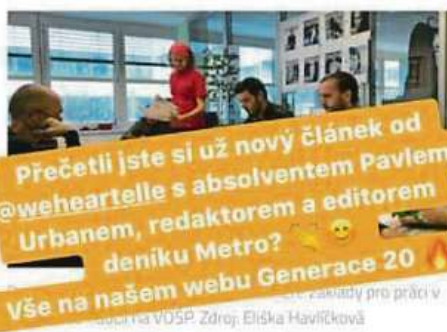 Přečetli jste si už nový článek od
@weheartelle s absolventem Pavlem
Urbanem, redaktorem a editorem
deníku Metro?
Vše na našem webu Generace 20
základy pro práci v
na VOŠP. Zdroj: Eliška Havlíčková